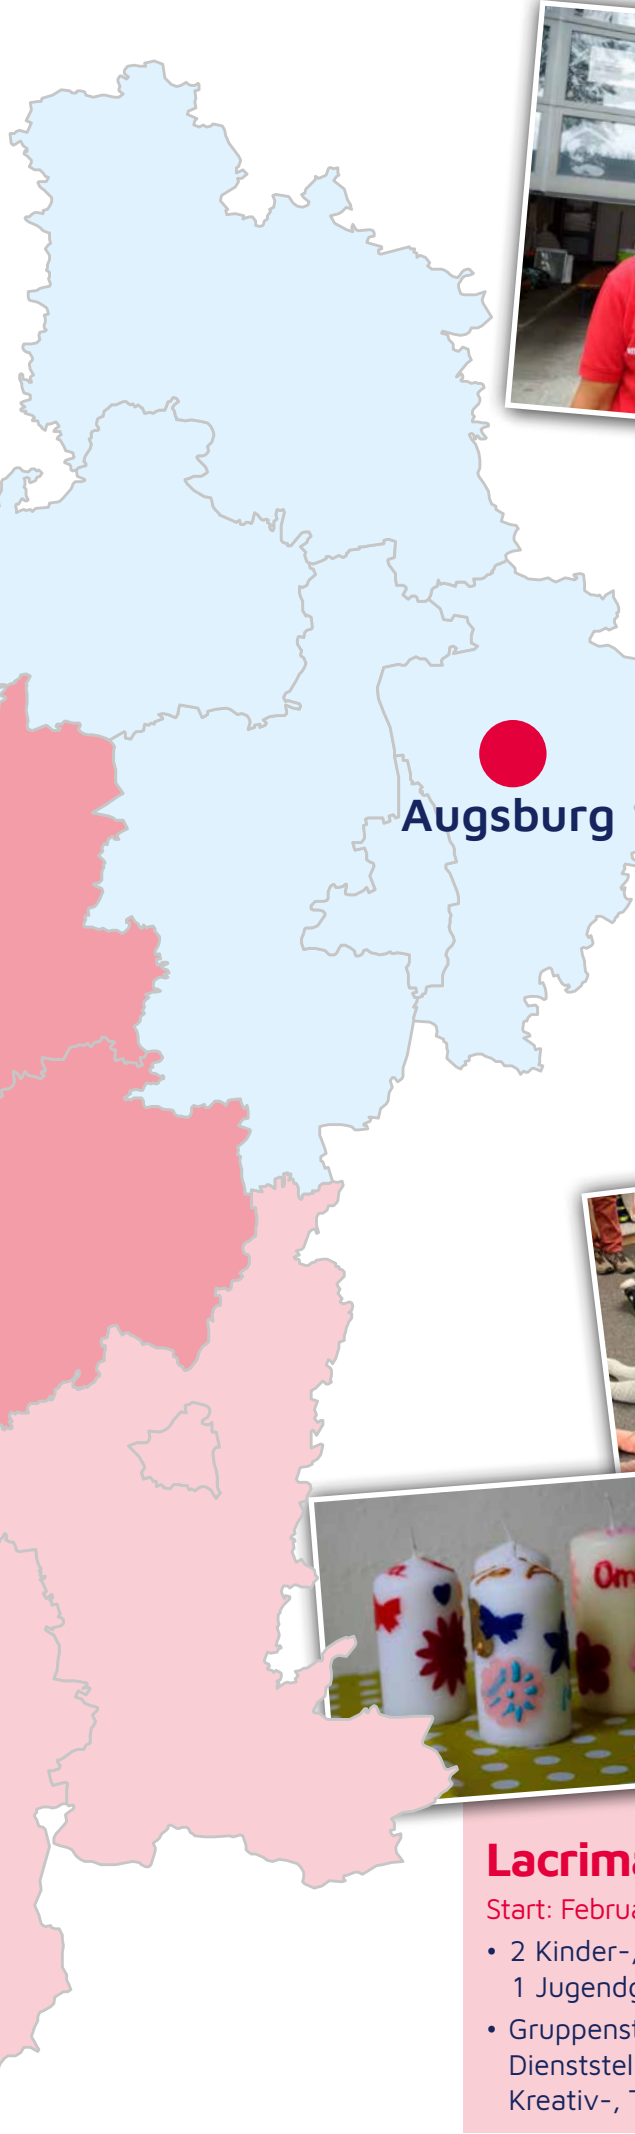 Augsburg
Om
Lacrima
Start: Februa
• 2 Kinder-,
1 Jugendg
• Gruppenst
Dienststel
Kreativ-, T